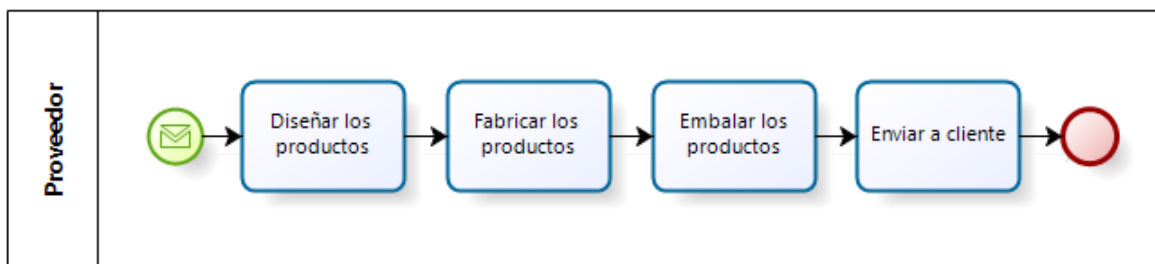 Proveedor
Diseñar los
productos
Fabricar los
productos
Embalar los
productos
Enviar a cliente